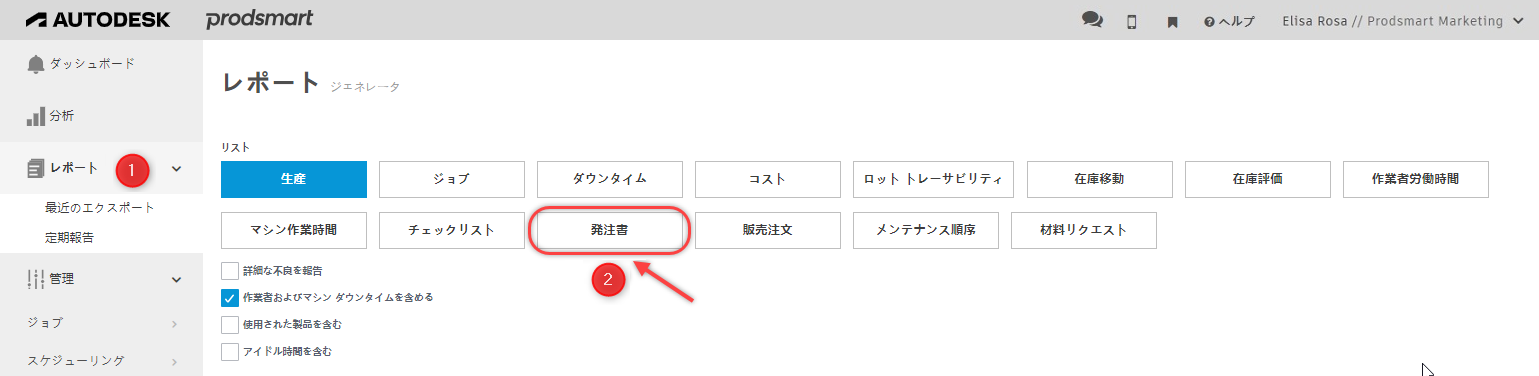 AUTODESK prodsmart ヘルプ Elisa Rosa // Prodsmart Marketing
ダッシュボード
分析
レポート 1
最近のエクスポート
定期報告
管理
ジョブ
スケジューリング
レポート ジェネレータ
リスト
生産 ジョブ ダウンタイム コスト ロット トレーサビリティ 在庫移動 在庫評価 作業者労働時間
マシン作業時間 チェックリスト 発注書 販売注文 メンテナンス順序 材料リクエスト
詳細な不良を報告
2
作業者およびマシン ダウンタイムを含める
使用された製品を含む
アイドル時間を含む